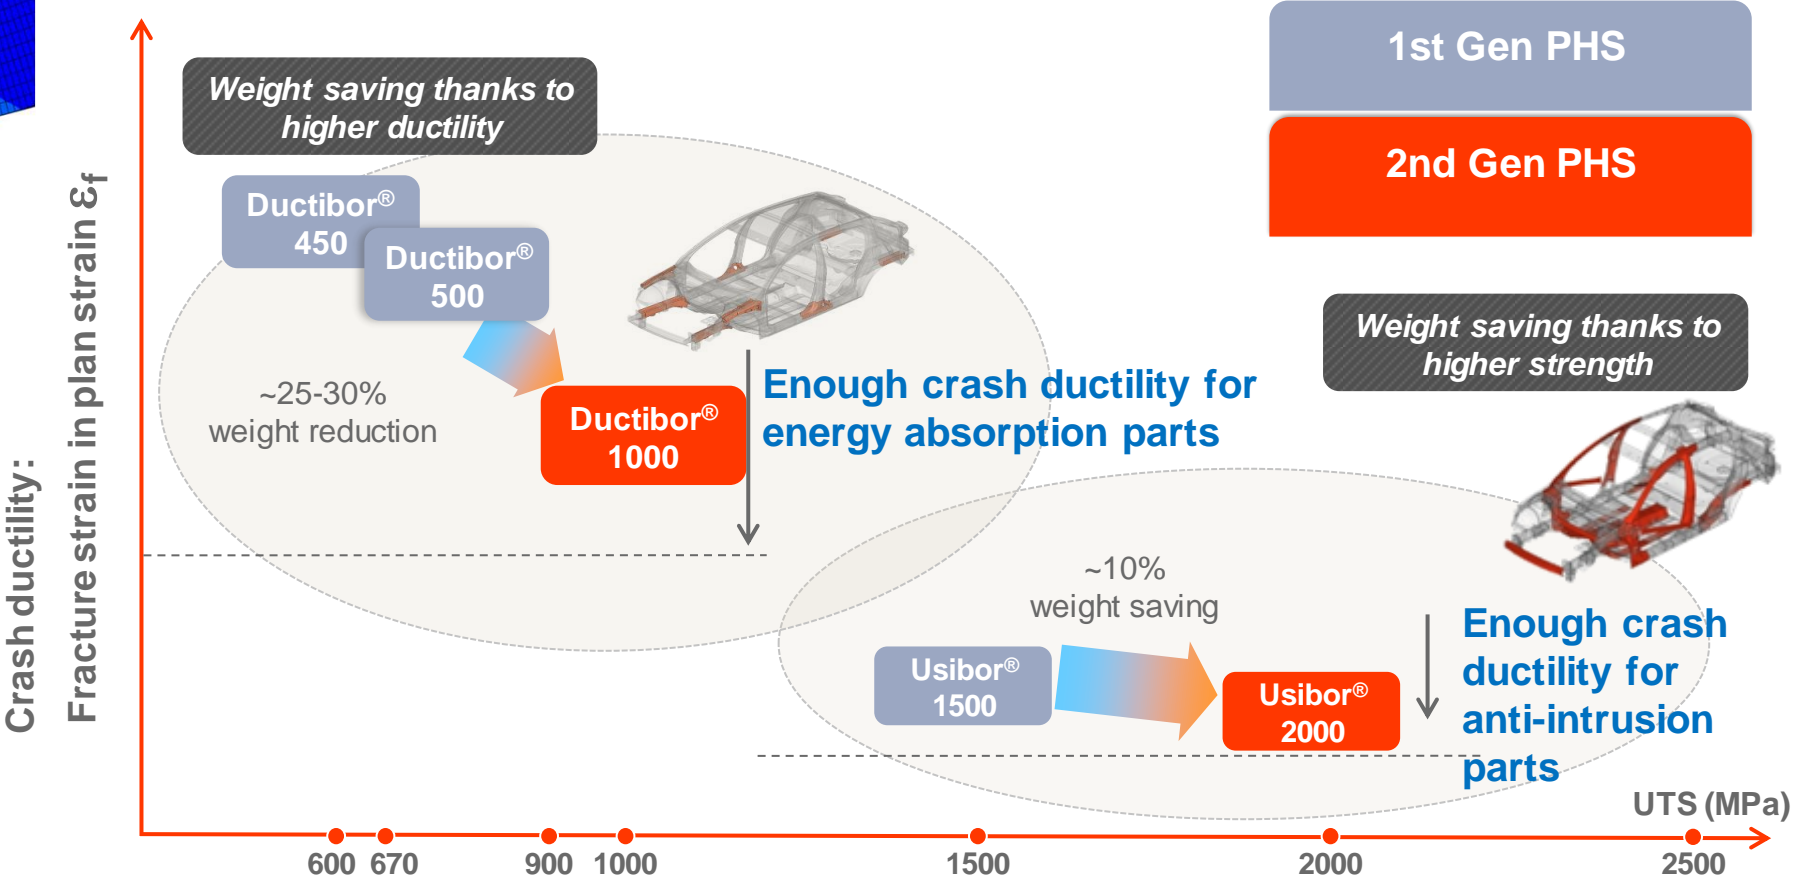 1st Gen PHS
2nd Gen PHS
Weight saving thanks to
higher ductility
Ductibor®
450
Ductibor®
500
~25-30%
weight reduction
Ductibor®
1000
Enough crash ductility for
energy absorption parts
Weight saving thanks to
higher strength
~10%
weight saving
Usibor®
1500
Usibor®
2000
Enough crash
ductility for
anti-intrusion
parts
Crash ductility:
Fracture strain in plan strain Ɛf
UTS (MPa)
600 670 900 1000 1500 2000 2500